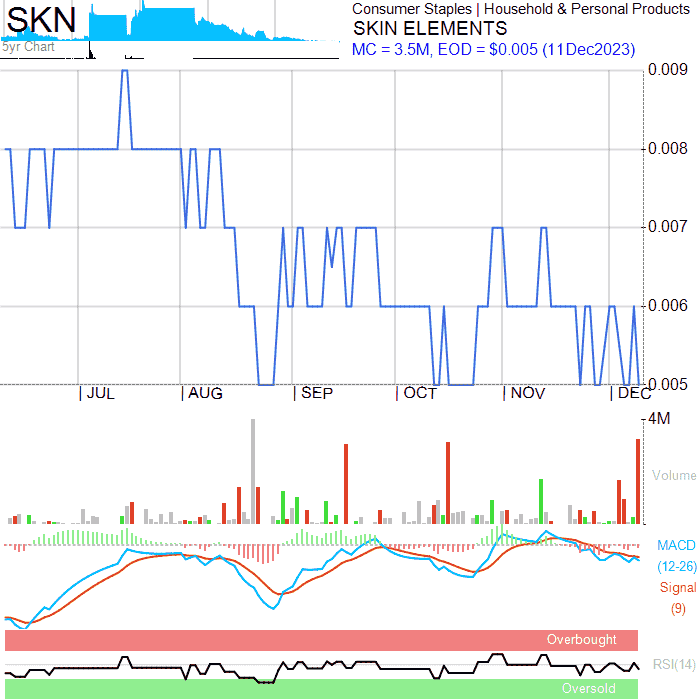 SKN
Consumer Staples | Household & Personal Products
SKIN ELEMENTS
5yr Chart
MC = 3.5M, EOD = $0.005 (11Dec2023)
0.009
0.008
0.007
0.006
0.005
JUL AUG SEP OCT NOV DEC
4M
Volume
MACD
(12-26)
Signal
(9)
Overbought
RSI(14)
Oversold